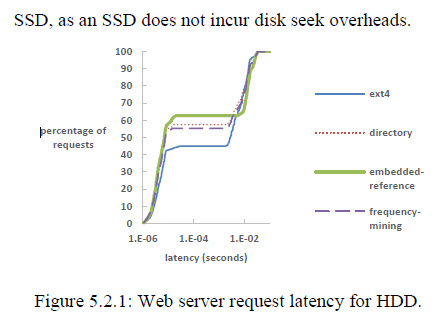 SSD, as an SSD does not incur disk seek overheads.
100
90
80
70
60
50
40
30
20
10
0
percentage of
requests
1.E-06 1.E-04 1.E-02
latency (seconds)
ext4
directory
embedded-
reference
frequency-
mining
Figure 5.2.1: Web server request latency for HDD.